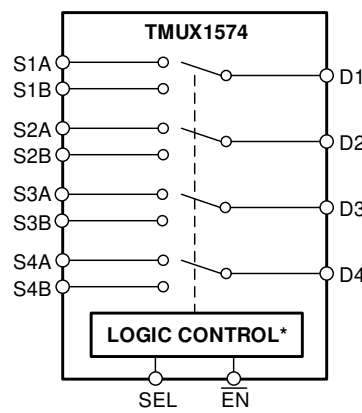 TMUX1574
S1A
D1
S1B
S2A
D2
S2B
S3A
D3
S3B
S4A
D4
S4B
LOGIC CONTROL*
SEL EN